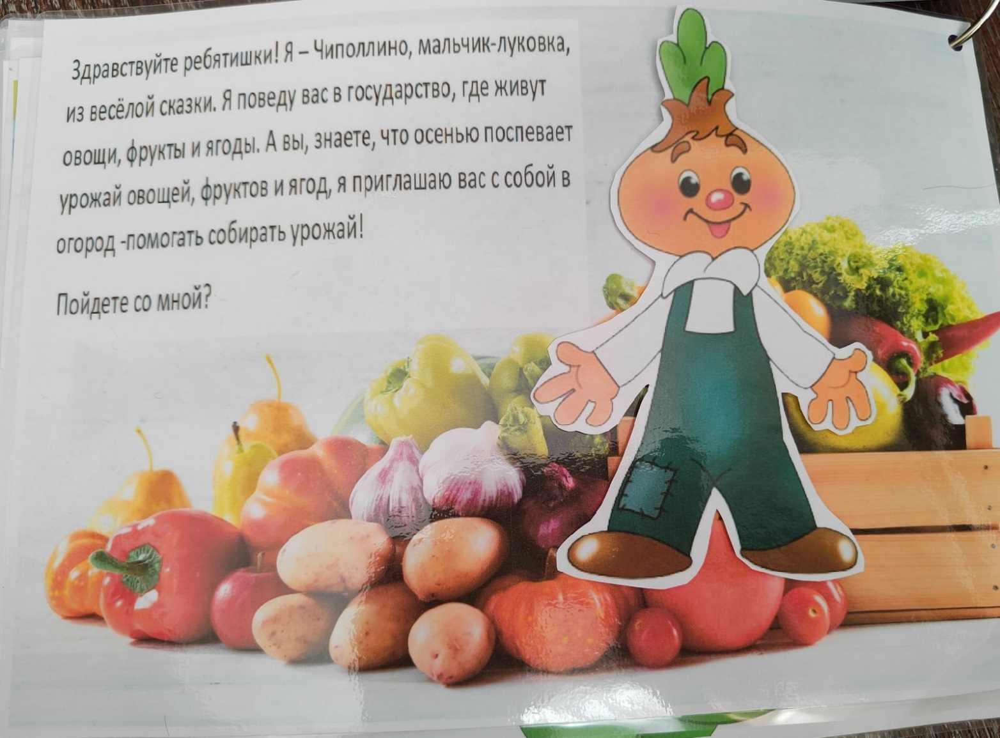 Здравствуйте ребятишки! Я – Чиполлино, мальчик-луковка,
из весёлой сказки. Я поведу вас в государство, где живут
овощи, фрукты и ягоды. А вы, знаете, что осенью поспевает
урожай овощей, фруктов и ягод, я приглашаю вас с собой в
огород -помогать собирать урожай!
Пойдете со мной?